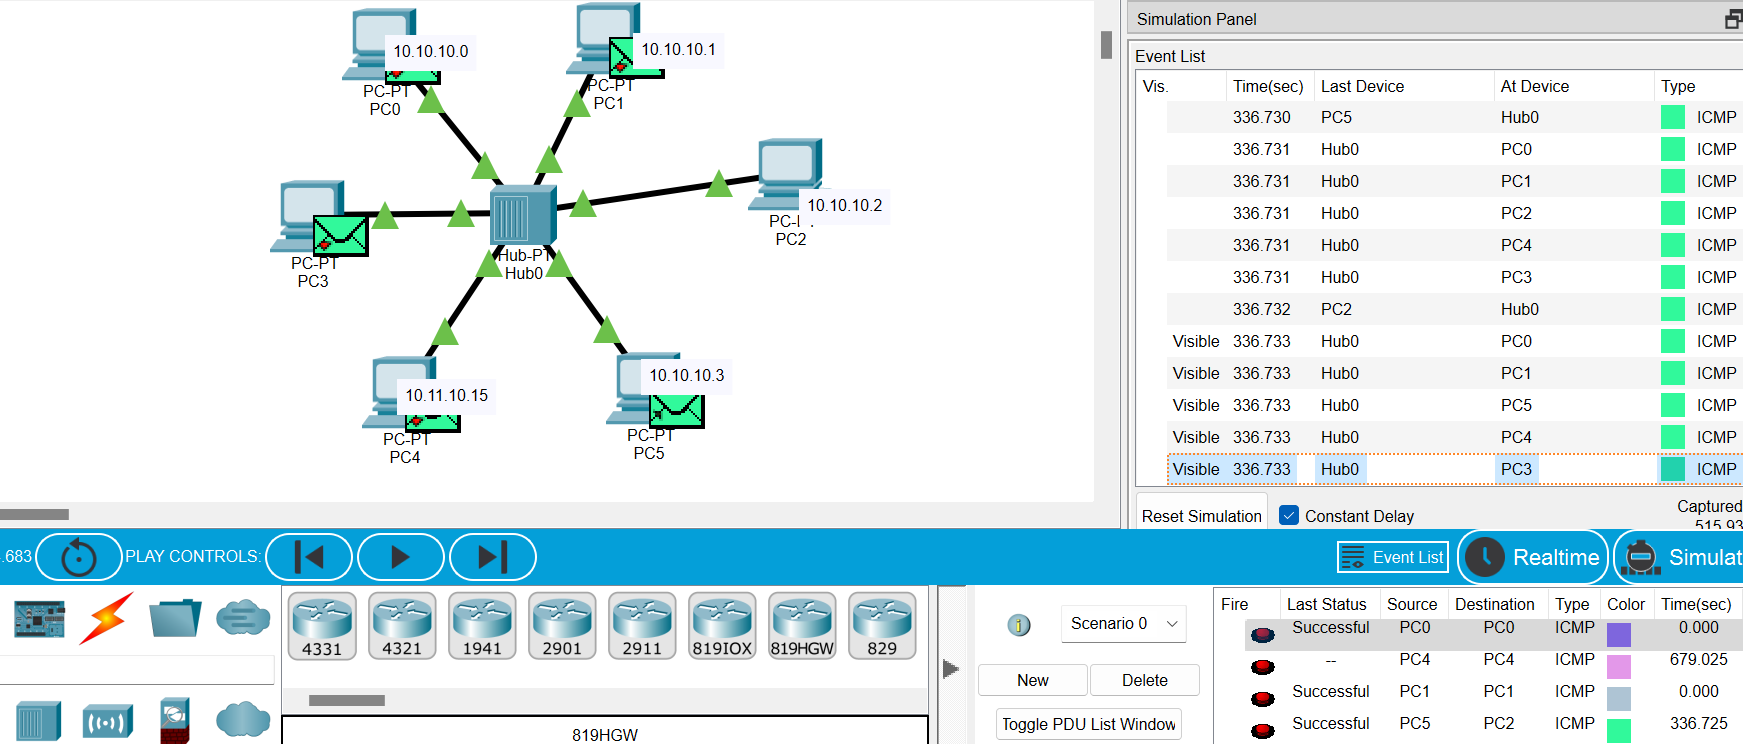 10.10.10.0
PC-PT
PC0
10.10.10.1
PC-PT
PC1
10.10.10.2
PC2
PC-PT
PC3
Hub-PT
Hub0
10.11.10.15
PC-PT
PC4
10.10.10.3
PC-PT
PC5
Simulation Panel
Event List
Vis. Time(sec) Last Device At Device Type
336.730 PC5 Hub0 ICMP
336.731 Hub0 PC0 ICMP
336.731 Hub0 PC1 ICMP
336.731 Hub0 PC2 ICMP
336.731 Hub0 PC4 ICMP
336.731 Hub0 PC3 ICMP
336.732 PC2 Hub0 ICMP
Visible 336.733 Hub0 PC0 ICMP
Visible 336.733 Hub0 PC1 ICMP
Visible 336.733 Hub0 PC5 ICMP
Visible 336.733 Hub0 PC4 ICMP
Visible 336.733 Hub0 PC3 ICMP
Reset Simulation Constant Delay Captured
515.93
.683 PLAY CONTROLS: Event List Realtime Simulat
4331 4321 1941 2901 2911 819IOX 819HGW 829
819HGW
Scenario 0
New Delete
Toggle PDU List Window
Fire Last Status Source Destination Type Color Time(sec)
Successful PC0 PC0 ICMP 0.000
-- PC4 PC4 ICMP 679.025
Successful PC1 PC1 ICMP 0.000
Successful PC5 PC2 ICMP 336.725